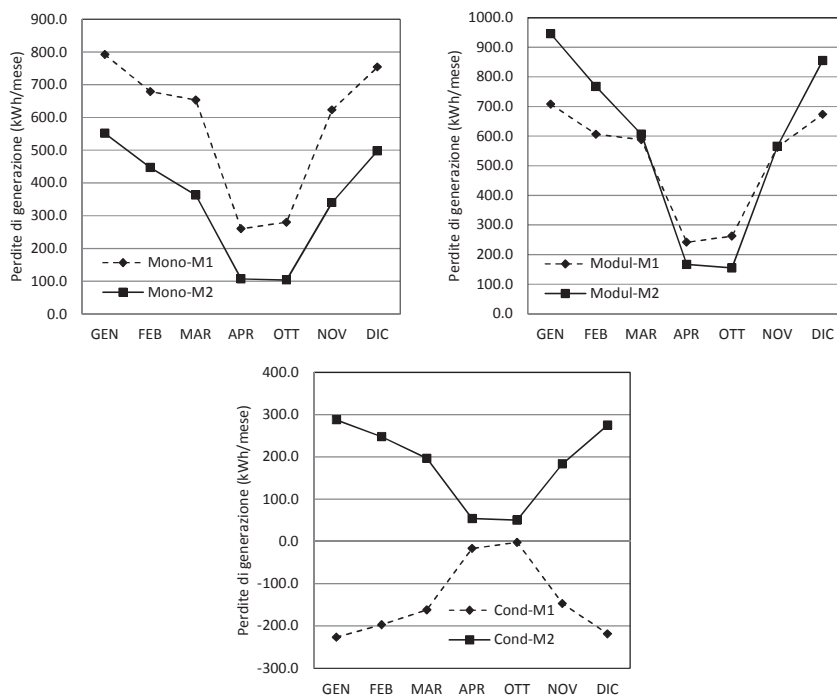 Perdite di generazione (kWh/mese)
900.0
800.0
700.0
600.0
500.0
400.0
300.0
200.0
100.0
0.0
Mono-M1
Mono-M2
GEN FEB MAR APR OTT NOV DIC
Perdite di generazione (kWh/mese)
1000.0
900.0
800.0
700.0
600.0
500.0
400.0
300.0
200.0
100.0
0.0
Modul-M1
Modul-M2
GEN FEB MAR APR OTT NOV DIC
Perdite di generazione (kWh/mese)
400.0
300.0
200.0
100.0
0.0
-100.0
-200.0
-300.0
Cond-M1
Cond-M2
GEN FEB MAR APR OTT NOV DIC